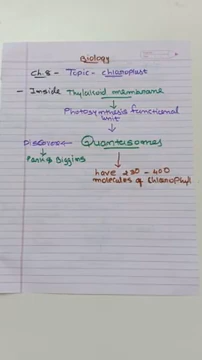 Biology
Ch.8 - Topic - chloroplast
- Inside Thylakoid membrane
Photosynthesis functional
unit
Discover Quantasomes
Park & Biggins
have 230 - 400
molecules of Chlorophyll